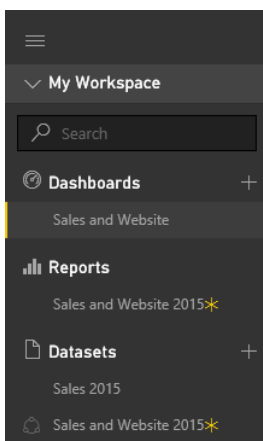 My Workspace
Search
Dashboards
Sales and Website
Reports
Sales and Website 2015
Datasets
Sales 2015
Sales and Website 2015